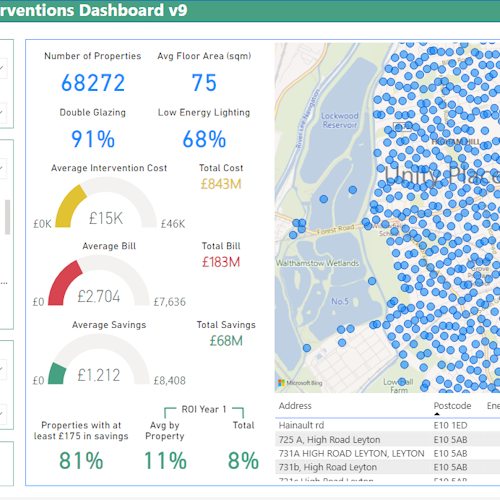 rventions Dashboard v9
Number of Properties
68272
Avg Floor Area (sqm)
75
Double Glazing
91%
Low Energy Lighting
68%
Average Intervention Cost
£15K
£0K
£46K
Total Cost
£843M
Average Bill
£2,704
£0
£7,636
Total Bill
£183M
Average Savings
£1,212
£0
£8,408
Total Savings
£68M
ROI Year 1
Properties with at
least £175 in savings
81%
Avg by
Property
11%
Total
8%
River Lee Navigation
Lockwood
Reservoir
Forest Road
Walthamstow Wetlands
No.5
Low Hall
Farm
Microsoft Bing
Address Postcode Ene
Hainault rd E10 1ED
725 A, High Road Leyton E10 5AB
731A HIGH ROAD LEYTON, LEYTON E10 5AB
731b, High Road Leyton E10 5AB